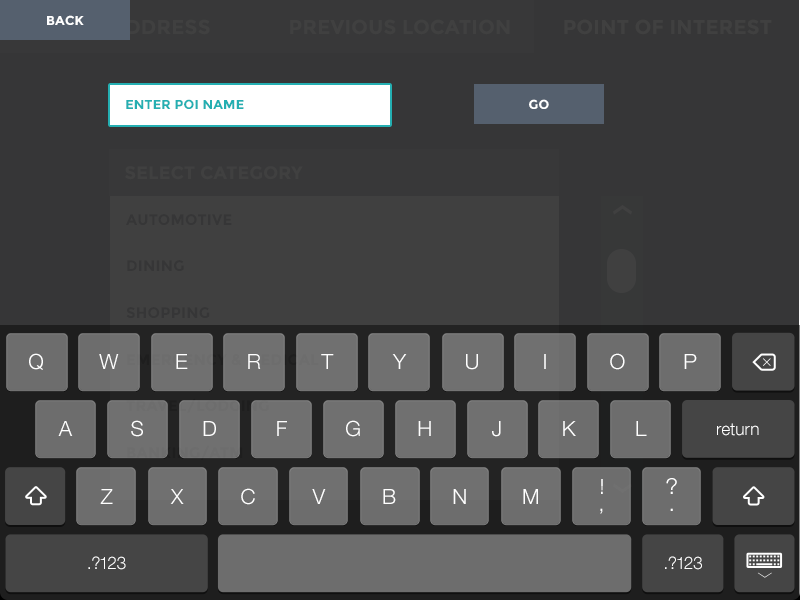 BACK
DDRESS
PREVIOUS LOCATION
POINT OF INTEREST
ENTER POI NAME
GO
SELECT CATEGORY
AUTOMOTIVE
DINING
SHOPPING
Q W E R T Y U I O P
A S D F G H J K L return
Z X C V B N M ! , ? .
.?123 .?123